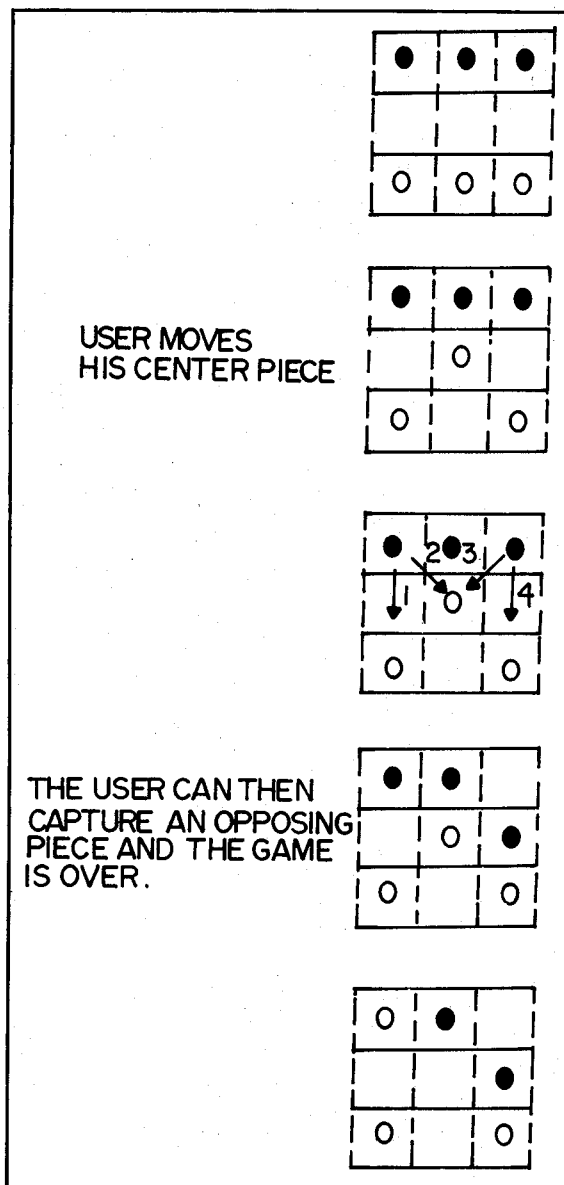 USER MOVES
HIS CENTER PIECE
2 3
1 4
THE USER CAN THEN
CAPTURE AN OPPOSING
PIECE AND THE GAME
IS OVER.